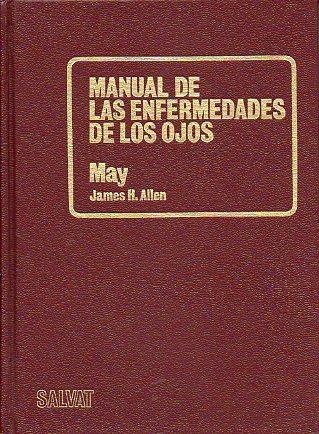 MANUAL DE
LAS ENFERMEDADES
DE LOS OJOS
May
James H. Allen
SALVAT